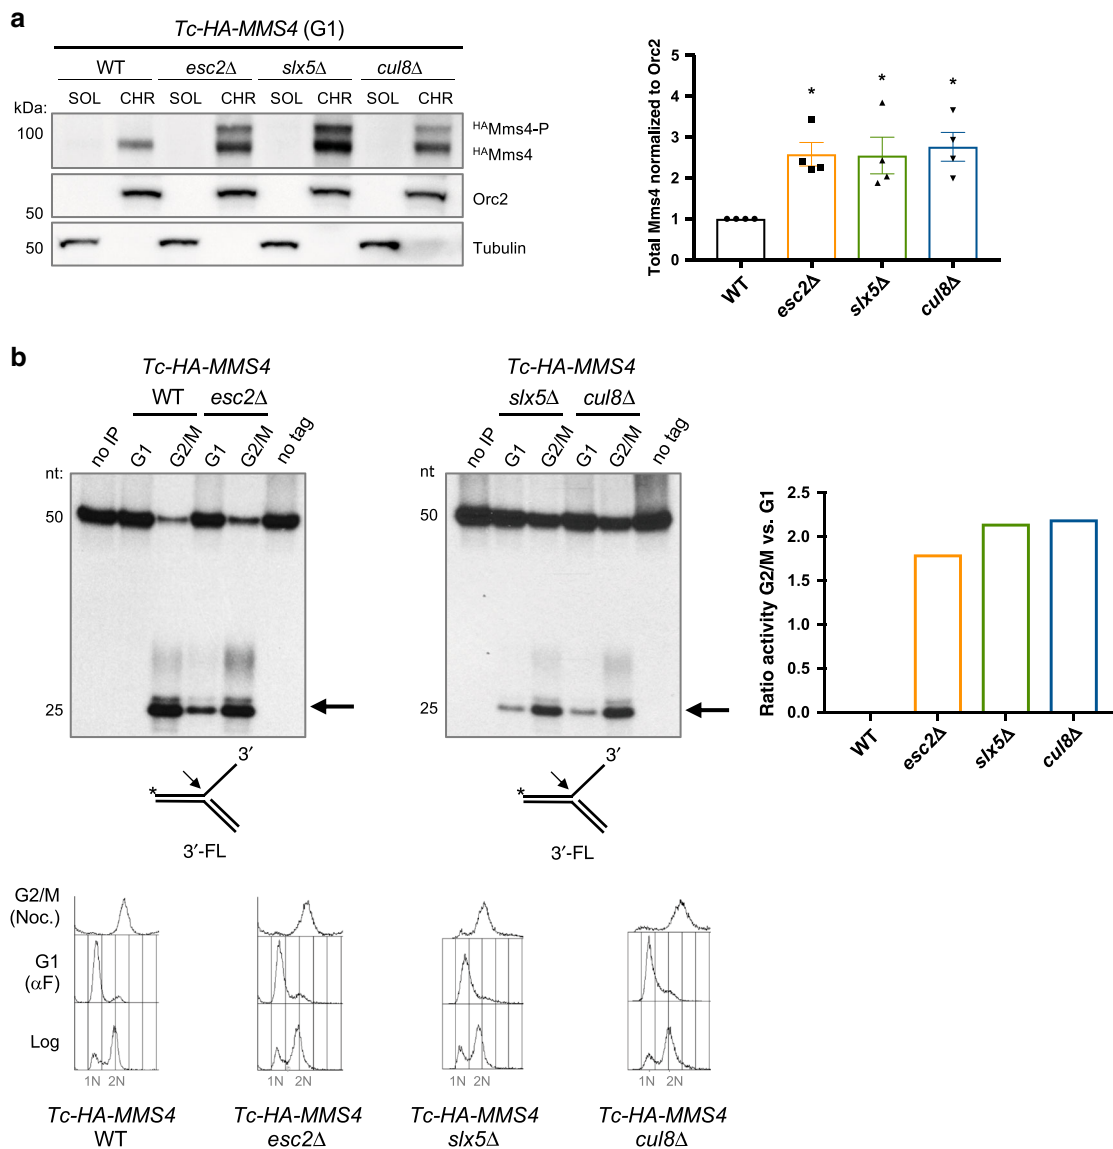 a
Tc-HA-MMS4 (G1)
WT esc2Δ slx5Δ cul8Δ
kDa: SOL CHR SOL CHR SOL CHR SOL CHR
100
HAMms4-P
HAMms4
50
Orc2
50
Tubulin
Total Mms4 normalized to Orc2
5
4
3
2
1
0
* * *
WT esc2Δ slx5Δ cul8Δ
b
Tc-HA-MMS4
WT esc2Δ
no IP G1 G2/M G1 G2/M no tag
nt:
50
25
*
3′
3′-FL
Tc-HA-MMS4
slx5Δ cul8Δ
no IP G1 G2/M G1 G2/M no tag
nt
50
25
*
3′
3′-FL
Ratio activity G2/M vs. G1
2.5
2.0
1.5
1.0
0.5
0.0
WT esc2Δ slx5Δ cul8Δ
G2/M
(Noc.)
G1
(αF)
Log
1N 2N 1N 2N 1N 2N 1N 2N
Tc-HA-MMS4 Tc-HA-MMS4 Tc-HA-MMS4 Tc-HA-MMS4
WT esc2Δ slx5Δ cul8Δ